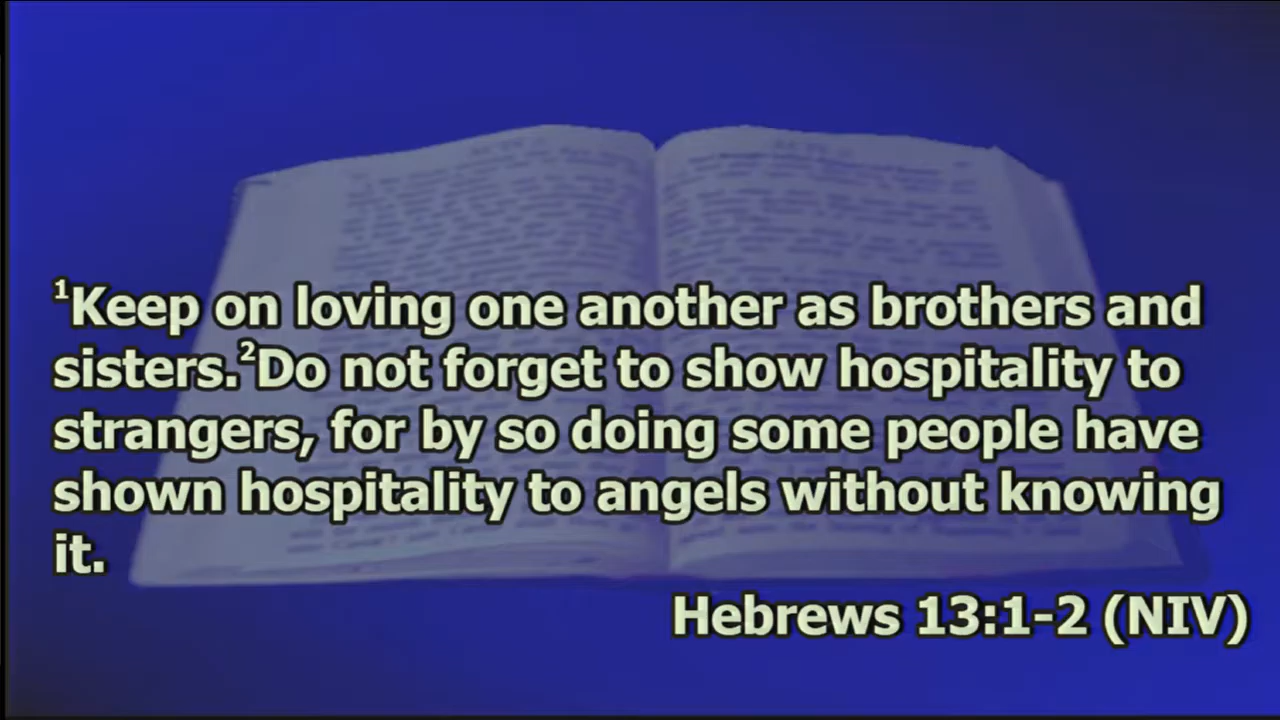 ¹Keep on loving one another as brothers and
sisters.²Do not forget to show hospitality to
strangers, for by so doing some people have
shown hospitality to angels without knowing
it.
Hebrews 13:1-2 (NIV)